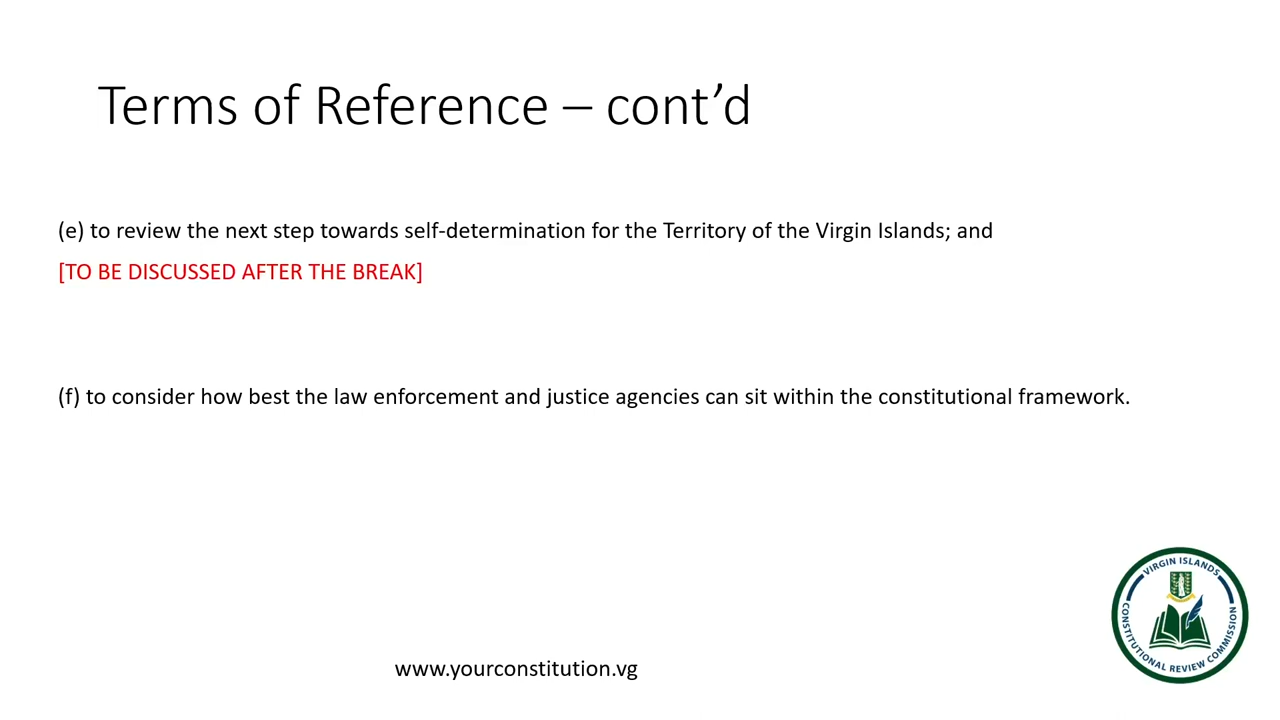 Terms of Reference – cont’d
(e) to review the next step towards self-determination for the Territory of the Virgin Islands; and
[TO BE DISCUSSED AFTER THE BREAK]
(f) to consider how best the law enforcement and justice agencies can sit within the constitutional framework.
VIRGIN ISLANDS
CONSTITUTIONAL REVIEW COMMISSION
www.yourconstitution.vg